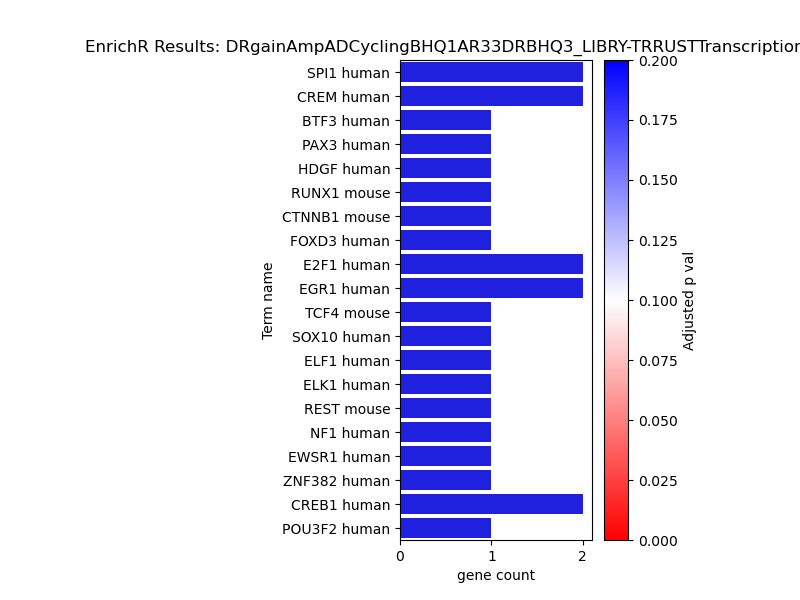 EnrichR Results: DRgainAmpADCyclingBHQ1AR33DRBHQ3_LIBRY-TRRUSTTranscription
SPI1 human
CREM human
BTF3 human
PAX3 human
HDGF human
RUNX1 mouse
CTNNB1 mouse
FOXD3 human
E2F1 human
EGR1 human
TCF4 mouse
SOX10 human
ELF1 human
ELK1 human
REST mouse
NF1 human
EWSR1 human
ZNF382 human
CREB1 human
POU3F2 human
Term name
0 1 2
gene count
0.200
0.175
0.150
0.125
0.100
0.075
0.050
0.025
0.000
Adjusted p val